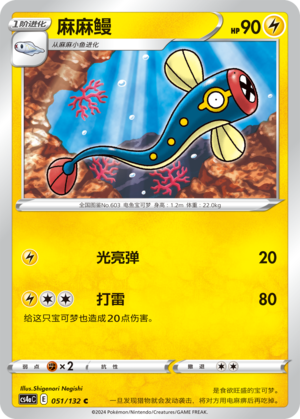 1阶进化
麻麻鳗
HP90
从麻麻小鱼进化
全国图鉴No.603 电鱼宝可梦 身高：1.2m 体重：22.0kg
光亮弹 20
打雷 80
给这只宝可梦也造成20点伤害。
弱点 ×2 抵抗力 撤退
Illus.Shigenori Negishi
CS4aC E 051/132 C
是食欲旺盛的宝可梦。
一旦发现猎物就会发动袭击，将对方用电麻痹后再吃掉。
©2024 Pokémon/Nintendo/Creatures/GAME FREAK.